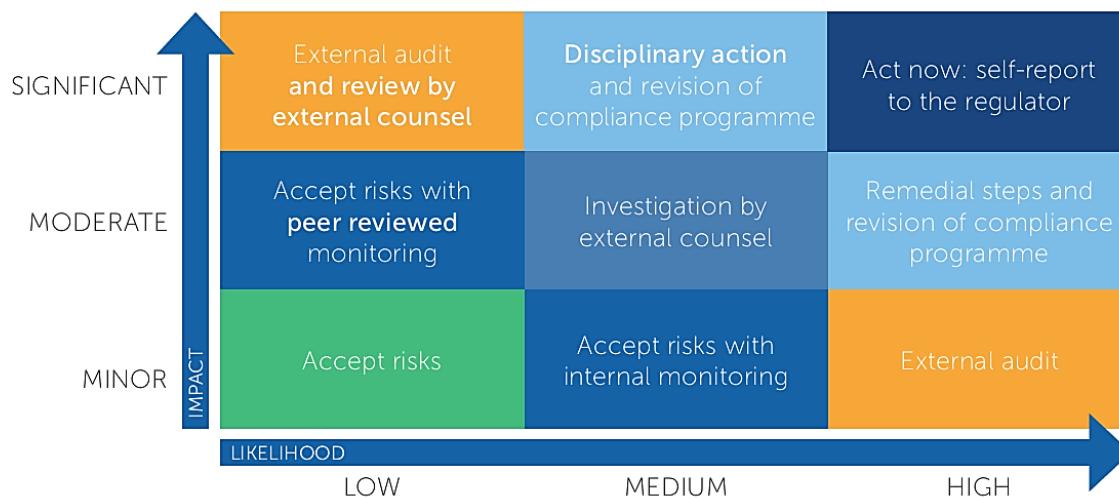 SIGNIFICANT
External audit
and review by
external counsel
Disciplinary action
and revision of
compliance programme
Act now: self-report
to the regulator
MODERATE
Accept risks with
peer reviewed
monitoring
Investigation by
external counsel
Remedial steps and
revision of compliance
programme
MINOR
Accept risks
Accept risks with
internal monitoring
External audit
IMPACT
LIKELIHOOD
LOW
MEDIUM
HIGH